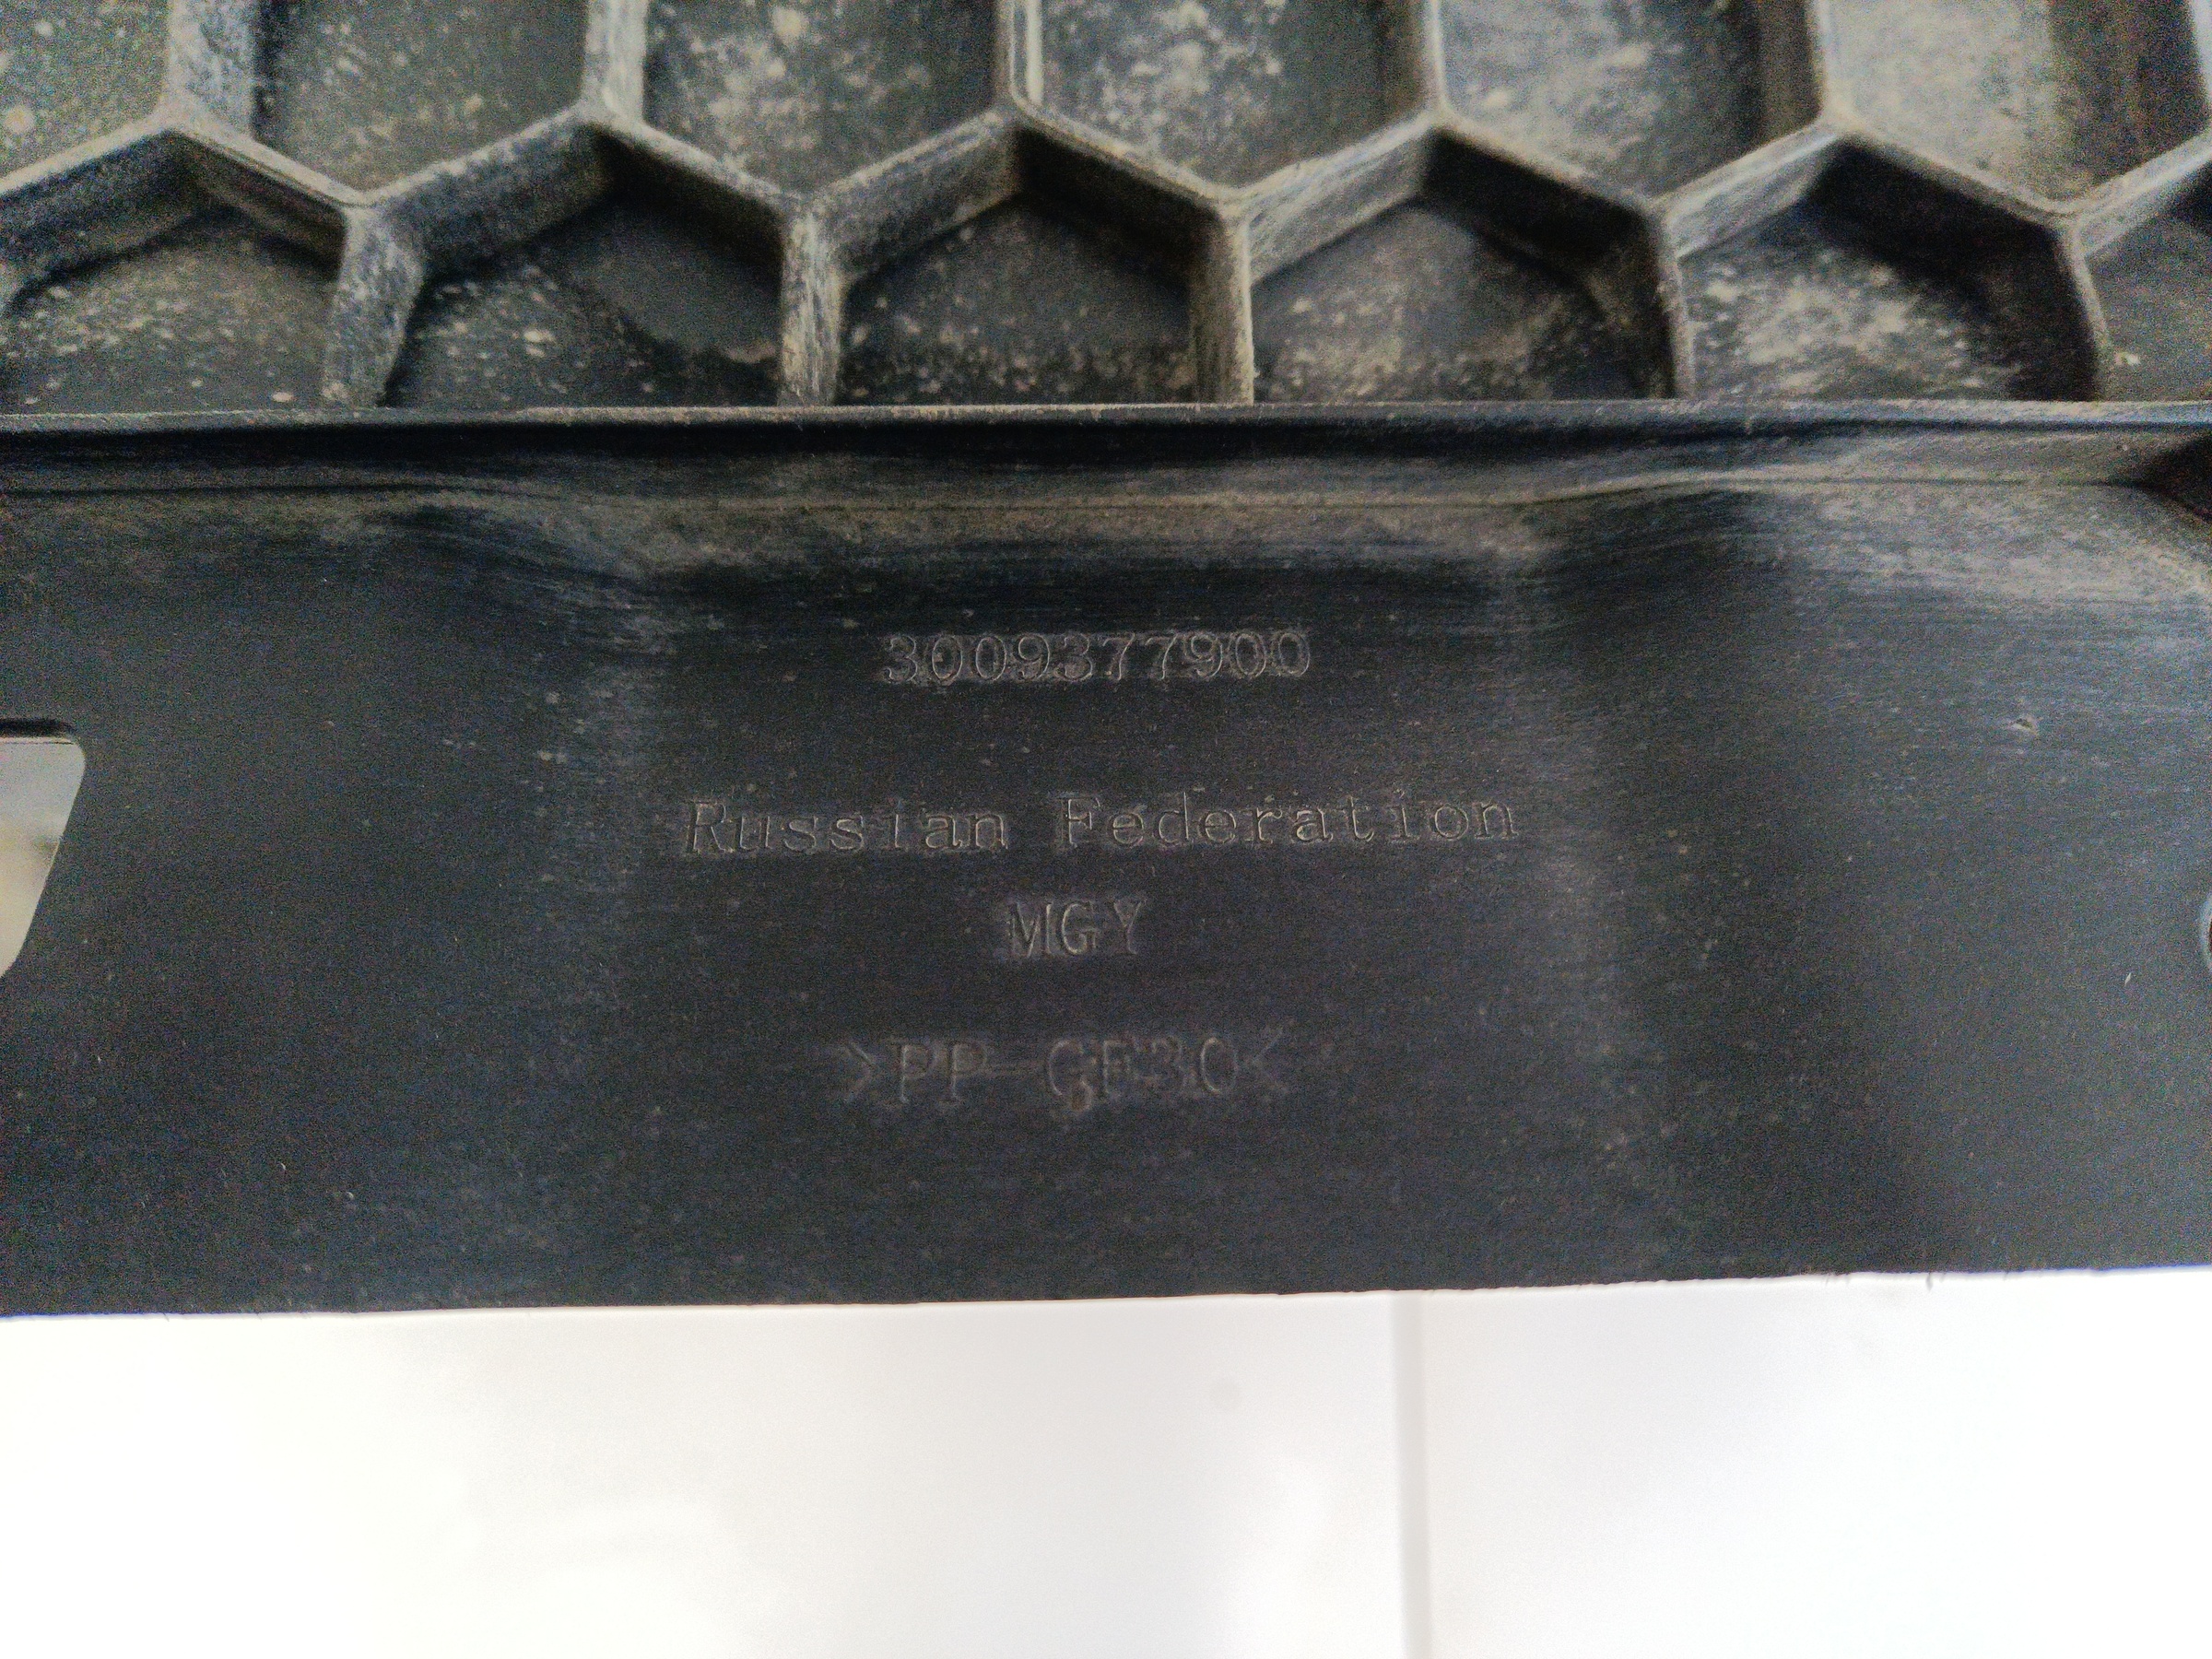 3009377900
Russian Federation
MGY
>PP-GF30<